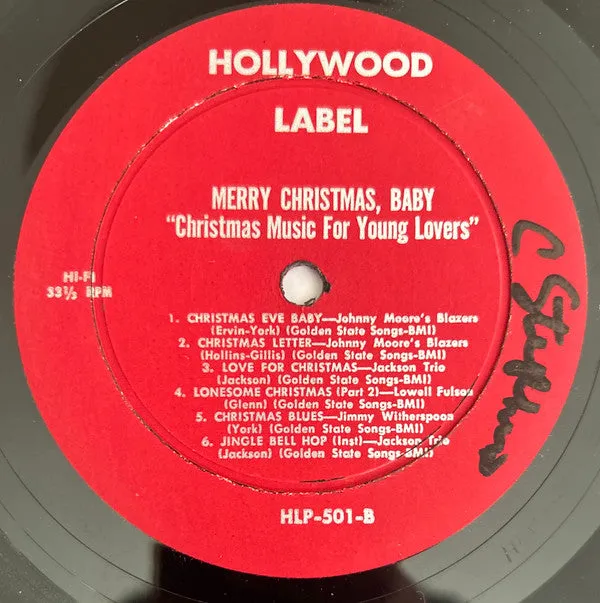 HOLLYWOOD
LABEL
MERRY CHRISTMAS, BABY
"Christmas Music For Young Lovers"
HI-FI
33⅓ RPM
1. CHRISTMAS EVE BABY—Johnny Moore's Blazers
(Ervin-York) (Golden State Songs-BMI)
2. CHRISTMAS LETTER—Johnny Moore's Blazers
(Hollins-Gillis) (Golden State Songs-BMI)
3. LOVE FOR CHRISTMAS—Jackson Trio
(Jackson) (Golden State Songs-BMI)
4. LONESOME CHRISTMAS (Part 2)—Lowell Fulson
(Glenn) (Golden State Songs-BMI)
5. CHRISTMAS BLUES—Jimmy Witherspoon
(York) (Golden State Songs-BMI)
6. JINGLE BELL HOP (Inst)—Jackson Trio
(Jackson) (Golden State Songs-BMI)
HLP-501-B
C Stephens